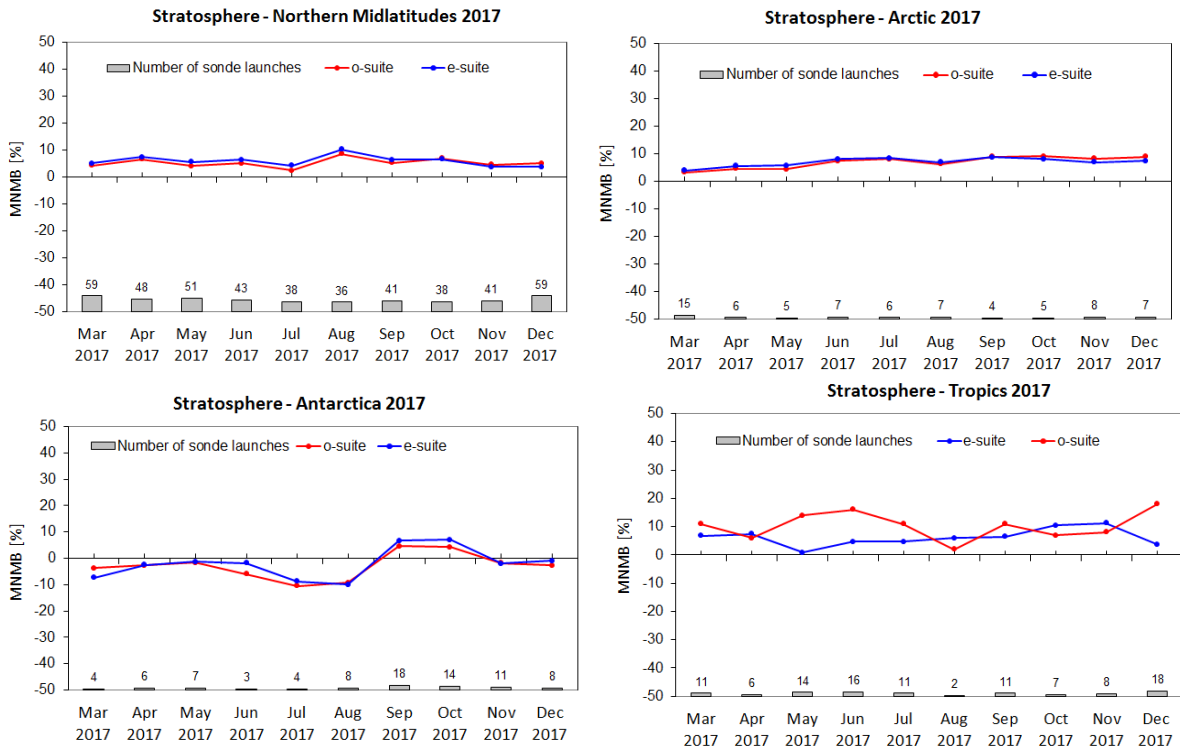 Stratosphere - Northern Midlatitudes 2017
50
40
30
20
10
0
-10
-20
-30
-40
-50
MNMB [%]
Number of sonde launches o-suite e-suite
59 48 51 43 38 36 41 38 41 59
Mar Apr May Jun Jul Aug Sep Oct Nov Dec
2017 2017 2017 2017 2017 2017 2017 2017 2017 2017
Stratosphere - Arctic 2017
50
40
30
20
10
0
-10
-20
-30
-40
-50
MNMB [%]
Number of sonde launches o-suite e-suite
15 6 5 7 6 7 4 5 8 7
Mar Apr May Jun Jul Aug Sep Oct Nov Dec
2017 2017 2017 2017 2017 2017 2017 2017 2017 2017
Stratosphere - Antarctica 2017
50
40
30
20
10
0
-10
-20
-30
-40
-50
MNMB [%]
Number of sonde launches o-suite e-suite
4 6 7 3 4 8 18 14 11 8
Mar Apr May Jun Jul Aug Sep Oct Nov Dec
2017 2017 2017 2017 2017 2017 2017 2017 2017 2017
Stratosphere - Tropics 2017
50
40
30
20
10
0
-10
-20
-30
-40
-50
MNMB [%]
Number of sonde launches e-suite o-suite
11 6 14 16 11 2 11 7 8 18
Mar Apr May Jun Jul Aug Sep Oct Nov Dec
2017 2017 2017 2017 2017 2017 2017 2017 2017 2017